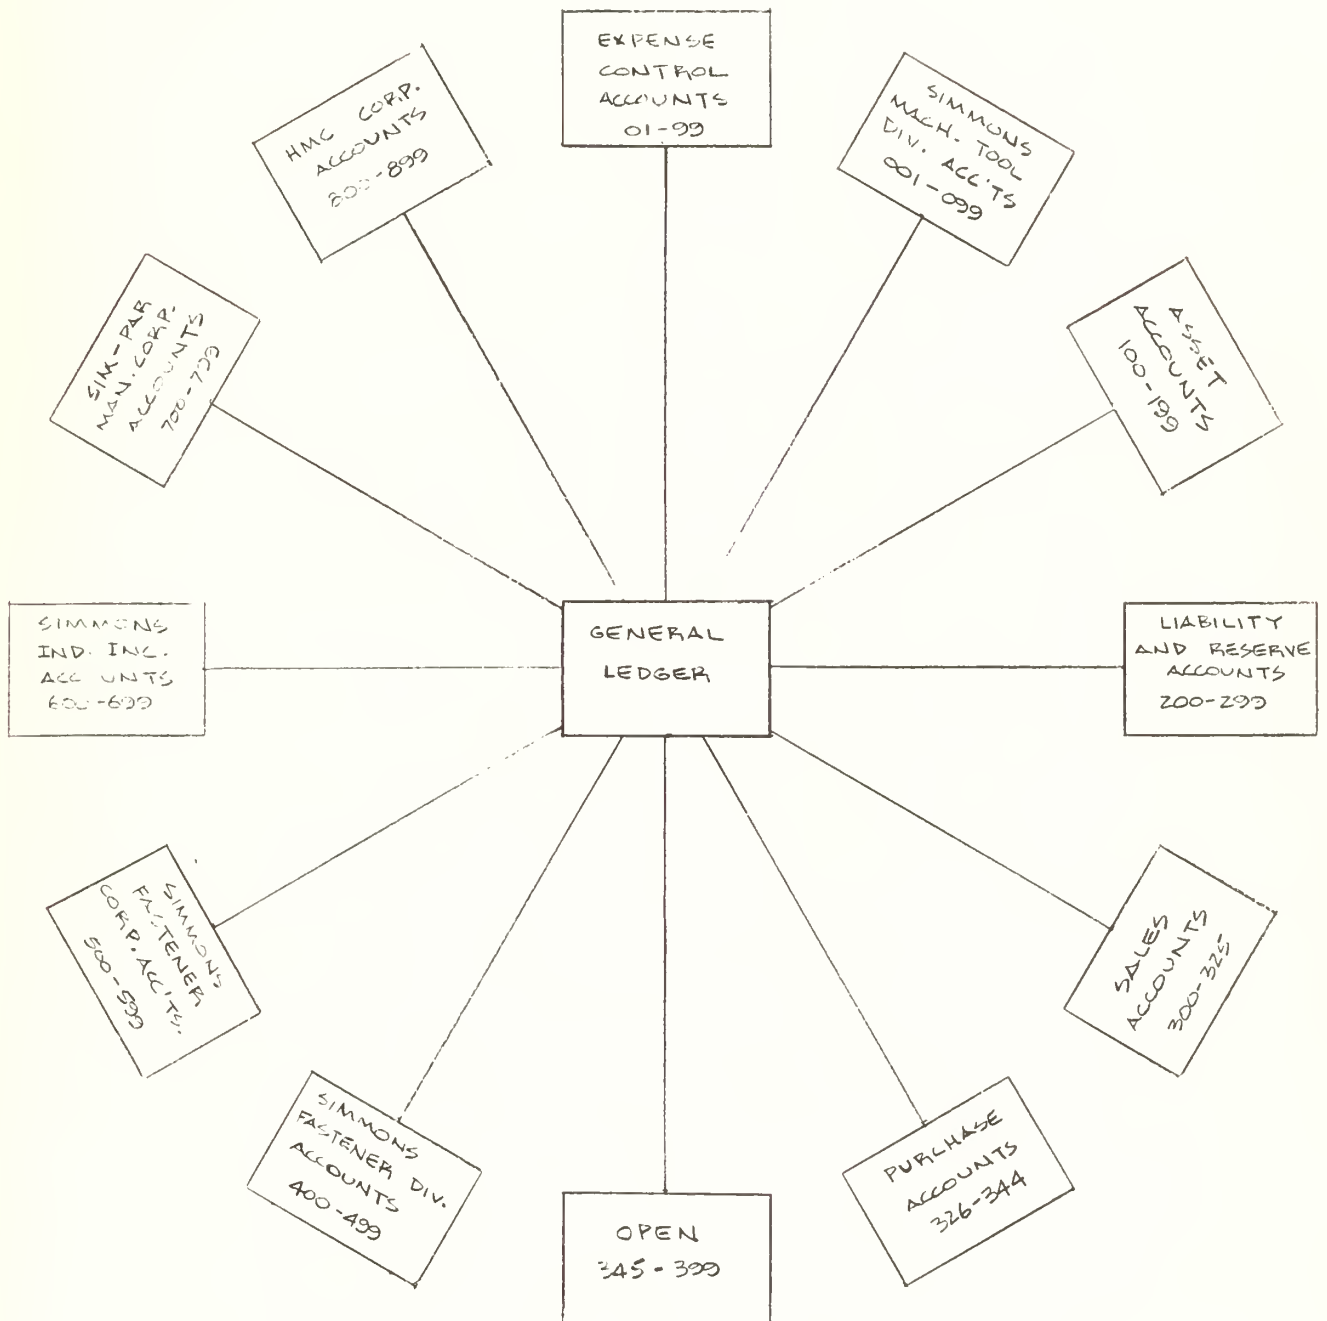 EXPENSE
CONTROL
ACCOUNTS
01-99
SIMMONS
MACH. TOOL
DIV. ACC'TS
001-099
ASSET
ACCOUNTS
100-199
LIABILITY
AND RESERVE
ACCOUNTS
200-299
SALES
ACCOUNTS
300-325
PURCHASE
ACCOUNTS
326-344
OPEN
345-399
SIMMONS
FASTENER DIV.
ACCOUNTS
400-499
SIMMONS
FASTENER
CORP. ACC'TS.
500-599
SIMMONS
IND. INC.
ACCOUNTS
600-699
SIM-PAR
MAN. CORP.
ACCOUNTS
700-799
HMC CORP.
ACCOUNTS
800-899
GENERAL
LEDGER